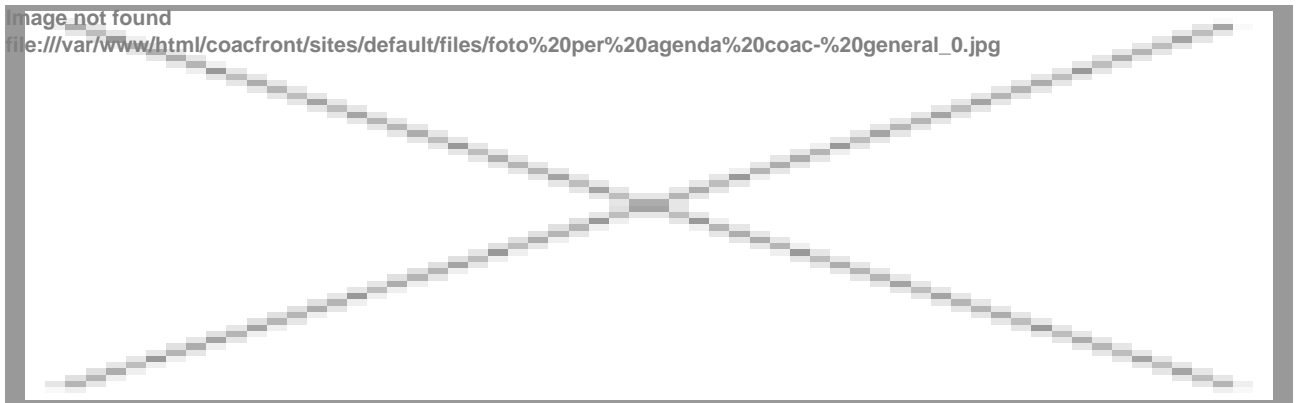 Image not found
file:///var/www/html/coacfront/sites/default/files/foto%20per%20agenda%20coac-%20general_0.jpg